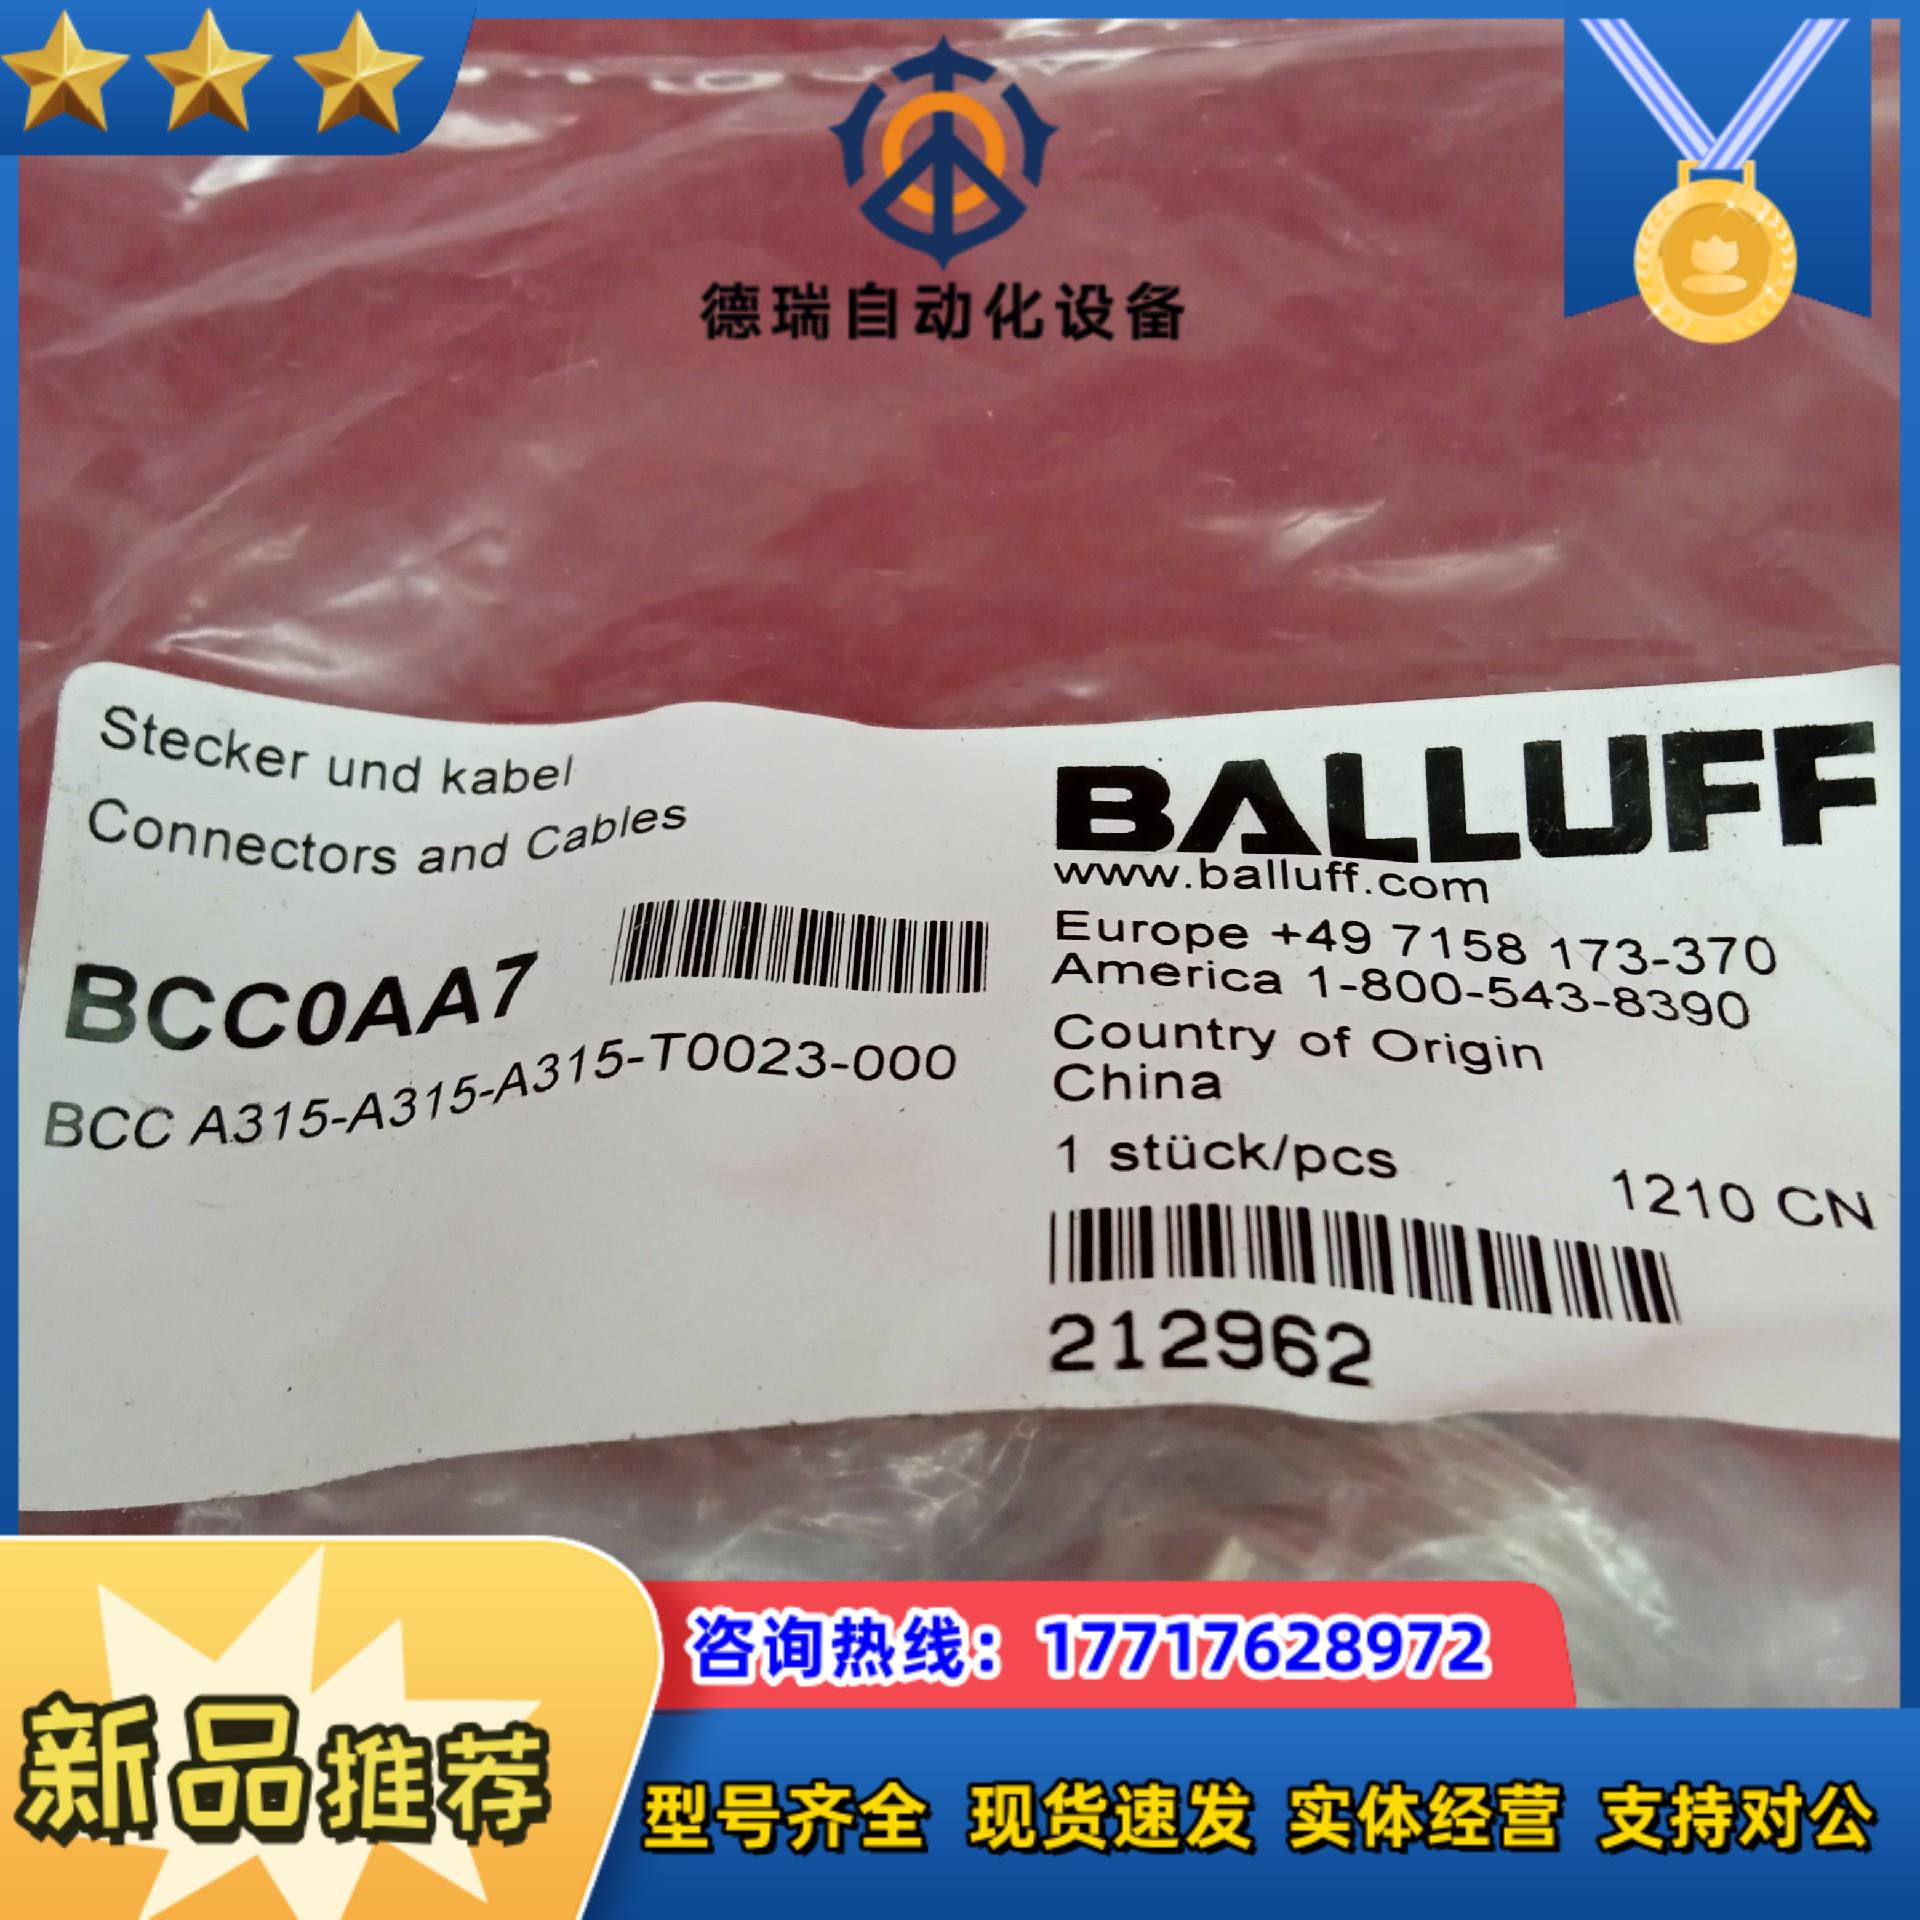 德瑞自动化设备
Stecker und kabel
Connectors and Cables
BCC0AA7
BCC A315-A315-A315-T0023-000
BALLUFF
www.balluff.com
Europe +49 7158 173-370
America 1-800-543-8390
Country of Origin
China
1 stück/pcs
1210 CN
212962
咨询热线：17717628972
新品推荐
型号齐全 现货速发 实体经营 支持对公